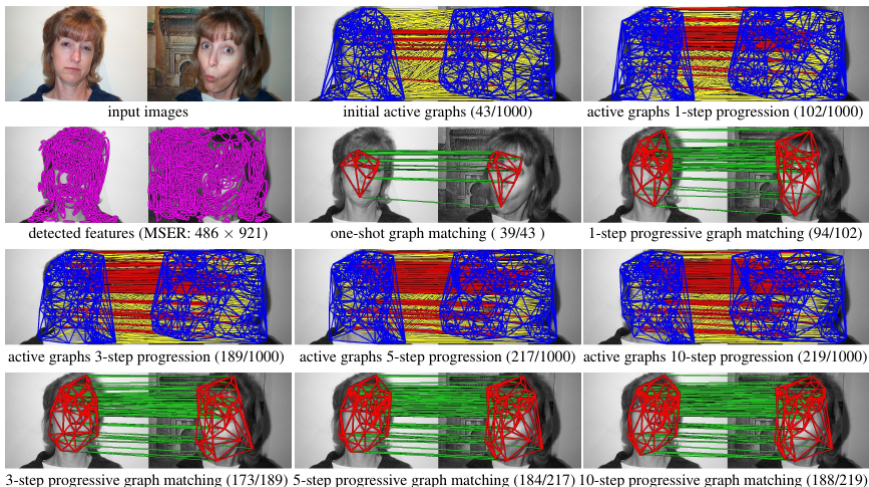 input images
initial active graphs (43/1000)
active graphs 1-step progression (102/1000)
detected features (MSER: 486 × 921)
one-shot graph matching ( 39/43 )
1-step progressive graph matching (94/102)
active graphs 3-step progression (189/1000)
active graphs 5-step progression (217/1000)
active graphs 10-step progression (219/1000)
3-step progressive graph matching (173/189)
5-step progressive graph matching (184/217)
10-step progressive graph matching (188/219)